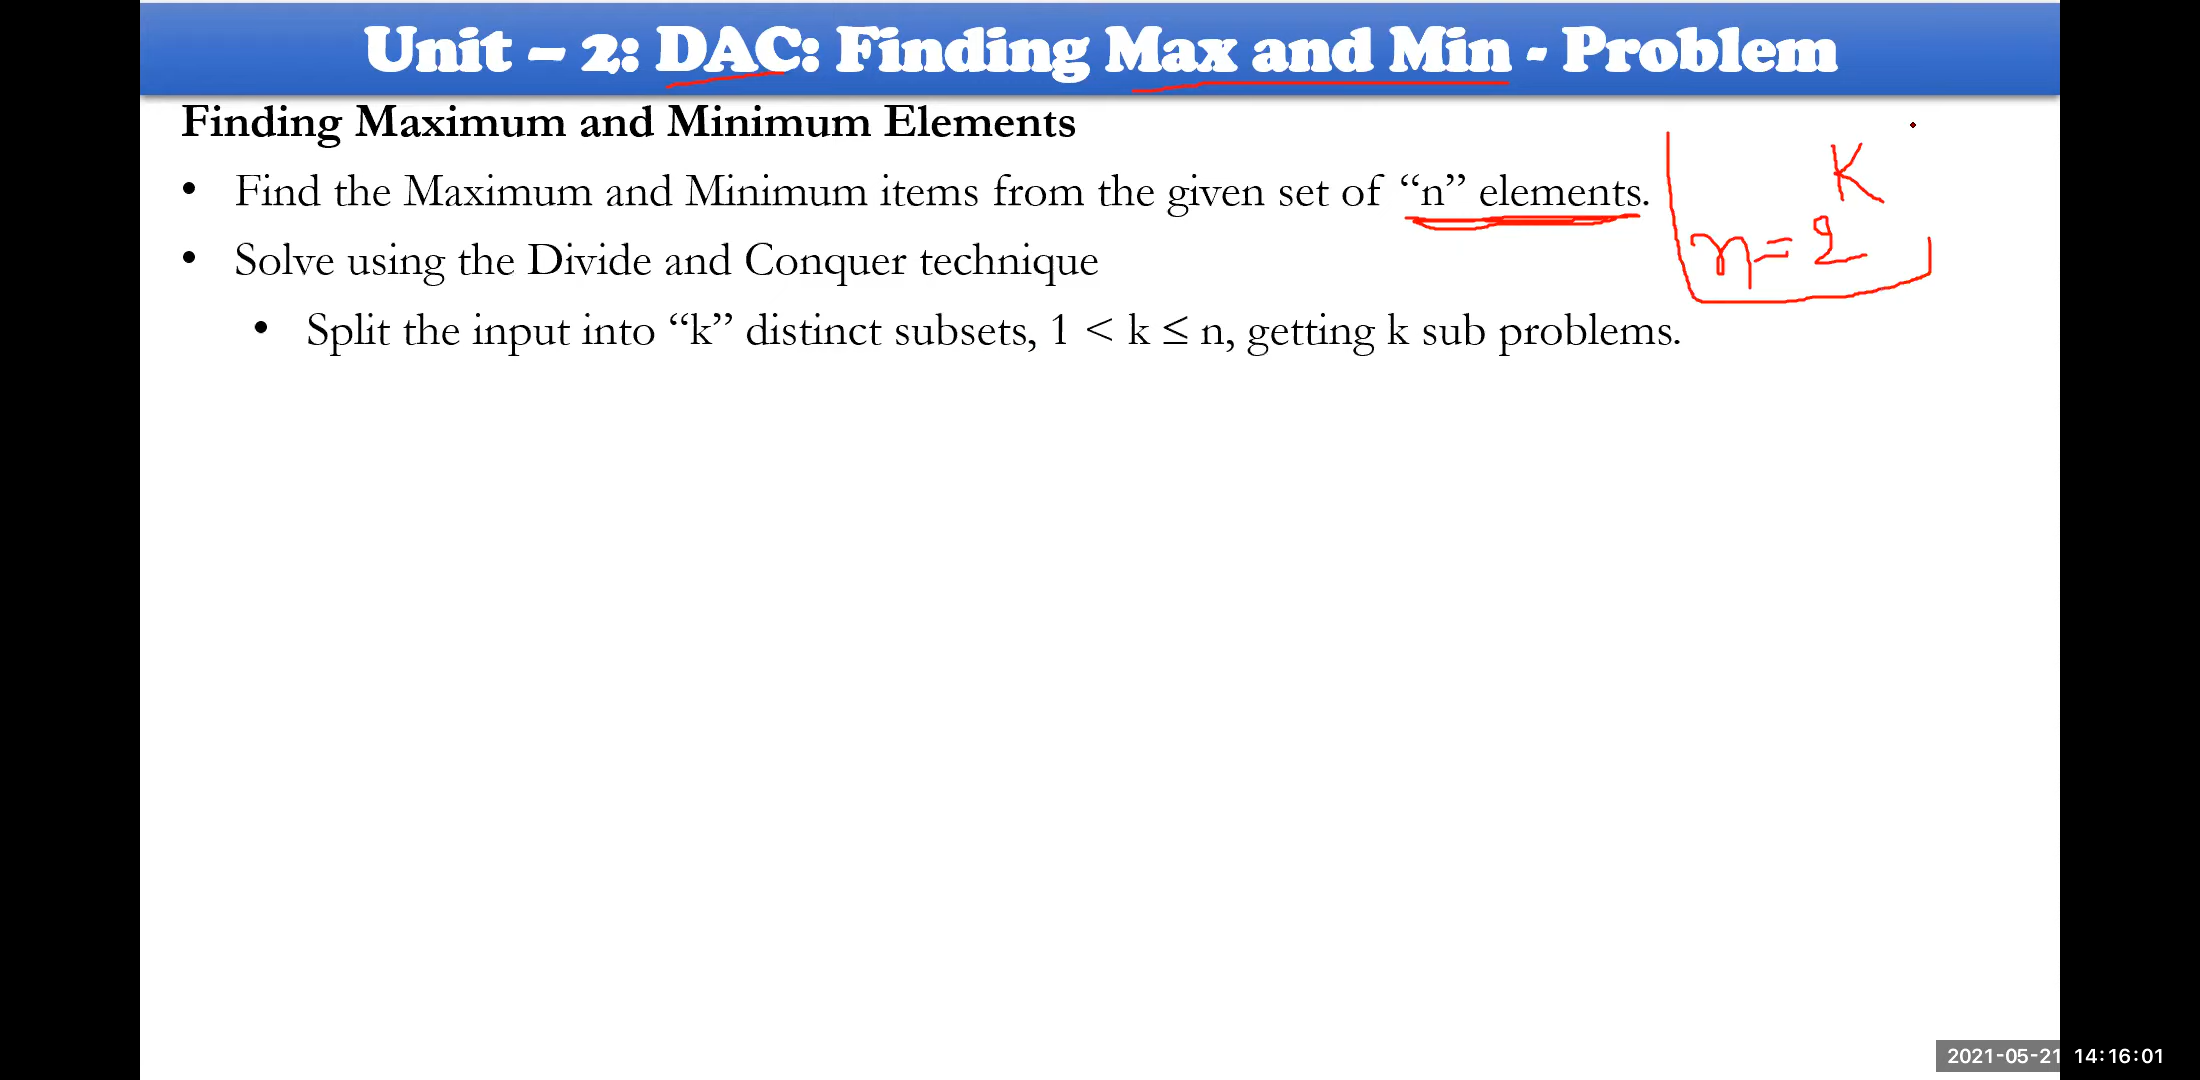 Unit – 2: DAC: Finding Max and Min - Problem
Finding Maximum and Minimum Elements
• Find the Maximum and Minimum items from the given set of “n” elements.
• Solve using the Divide and Conquer technique
• Split the input into “k” distinct subsets, 1 < k ≤ n, getting k sub problems.
K
n = 2
2021-05-21 14:16:01